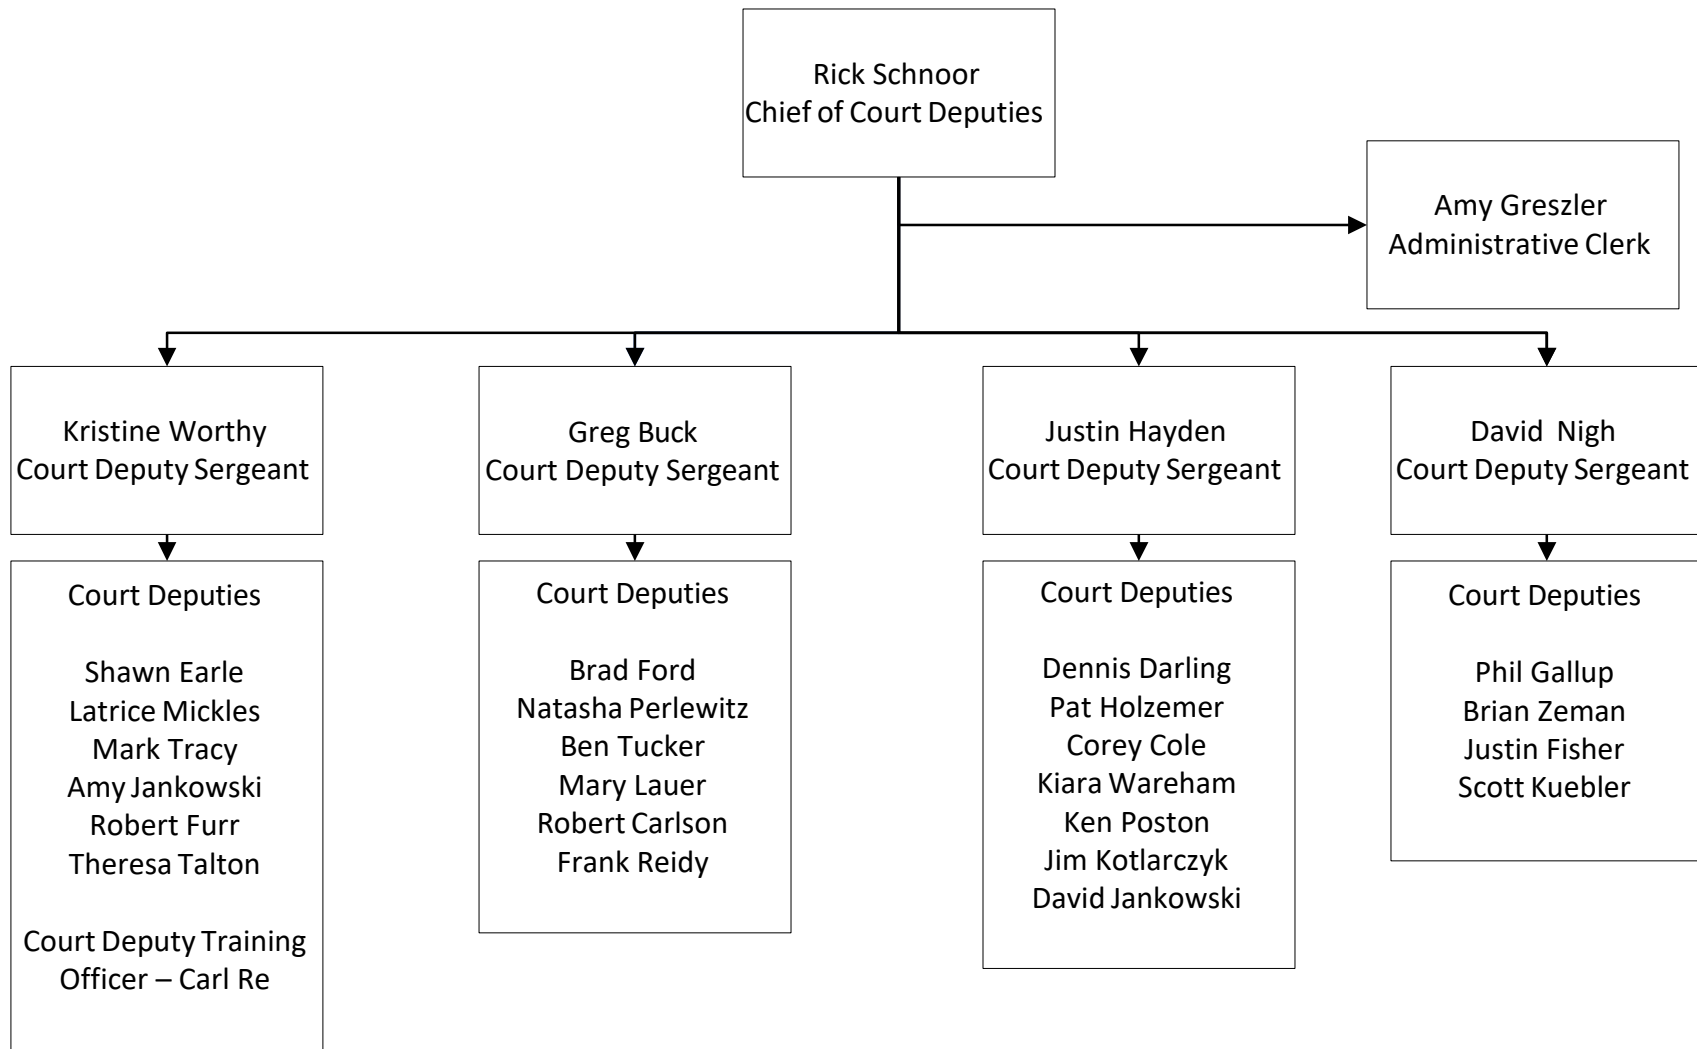 Rick Schnoor
Chief of Court Deputies
Amy Greszler
Administrative Clerk
Kristine Worthy
Court Deputy Sergeant
Greg Buck
Court Deputy Sergeant
Justin Hayden
Court Deputy Sergeant
David Nigh
Court Deputy Sergeant
Court Deputies
Shawn Earle
Latrice Mickles
Mark Tracy
Amy Jankowski
Robert Furr
Theresa Talton
Court Deputy Training
Officer – Carl Re
Court Deputies
Brad Ford
Natasha Perlewitz
Ben Tucker
Mary Lauer
Robert Carlson
Frank Reidy
Court Deputies
Dennis Darling
Pat Holzemer
Corey Cole
Kiara Wareham
Ken Poston
Jim Kotlarczyk
David Jankowski
Court Deputies
Phil Gallup
Brian Zeman
Justin Fisher
Scott Kuebler